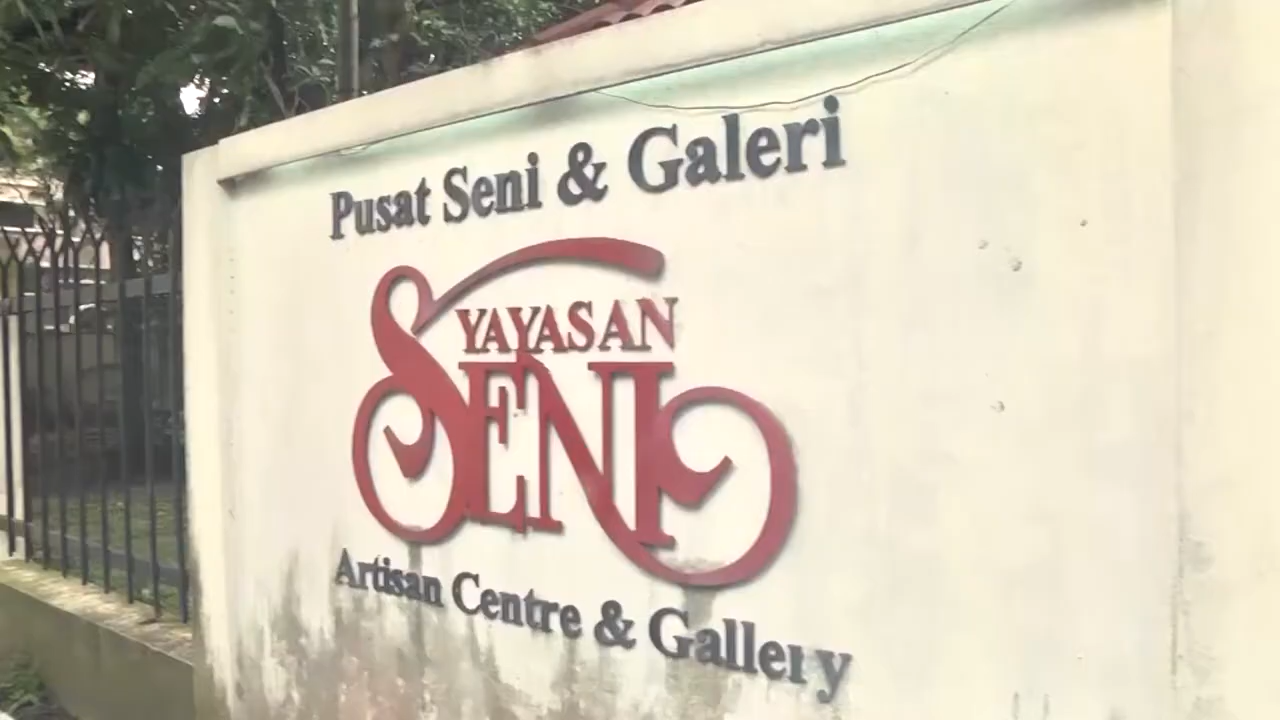 Pusat Seni & Galeri
YAYASAN
SENI
Artisan Centre & Gallery